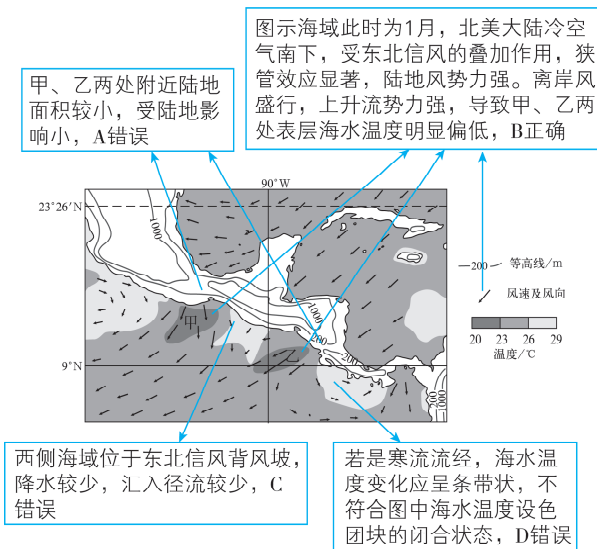 图示海域此时为1月，北美大陆冷空
气南下，受东北信风的叠加作用，狭
管效应显著，陆地风势力强。离岸风
盛行，上升流势力强，导致甲、乙两
处表层海水温度明显偏低，B正确
甲、乙两处附近陆地
面积较小，受陆地影
响小，A错误
90°W
23°26′N
1000
200 等高线/m
风速及风向
20 23 26 29
温度/℃
1000
200
200
甲
乙
9°N
200
1000
两侧海域位于东北信风背风坡，
降水较少，汇入径流较少，C
错误
若是寒流流经，海水温
度变化应呈条带状，不
符合图中海水温度设色
团块的闭合状态，D错误